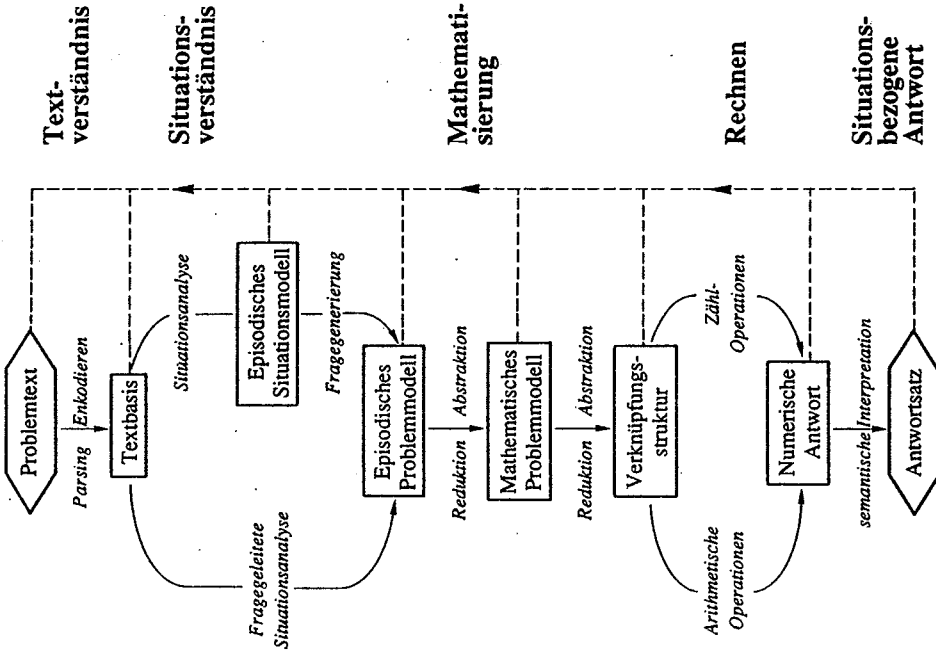 Text-
verständnis
Situations-
verständnis
Mathemati-
sierung
Rechnen
Situations-
bezogene
Antwort
Problemtext
Parsing
Enkodieren
Textbasis
Situationsanalyse
Episodisches
Situationsmodell
Fragegenerierung
Fragegeleitete
Situationsanalyse
Episodisches
Problemmodell
Reduktion
Abstraktion
Mathematisches
Problemmodell
Reduktion
Abstraktion
Verknüpfungs-
struktur
Zähl-
Operationen
Arithmetische
Operationen
Numerische
Antwort
semantische Interpretation
Antwortsatz